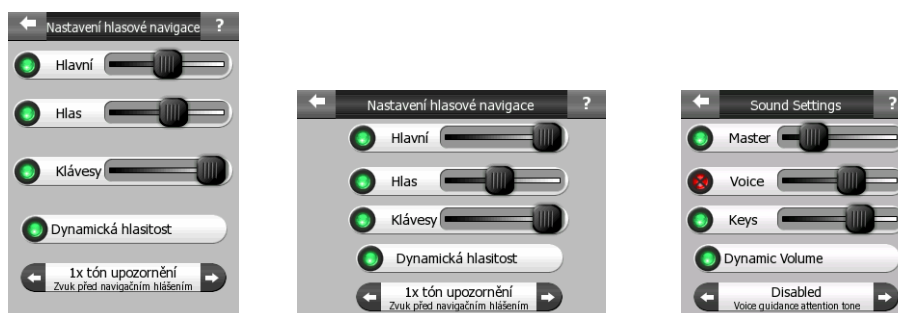 Nastavení hlasové navigace ?
Hlavní
Hlas
Klávesy
Dynamická hlasitost
1x tón upozornění
Zvuk před navigačním hlášením
Nastavení hlasové navigace ?
Hlavní
Hlas
Klávesy
Dynamická hlasitost
1x tón upozornění
Zvuk před navigačním hlášením
Sound Settings ?
Master
Voice
Keys
Dynamic Volume
Disabled
Voice guidance attention tone